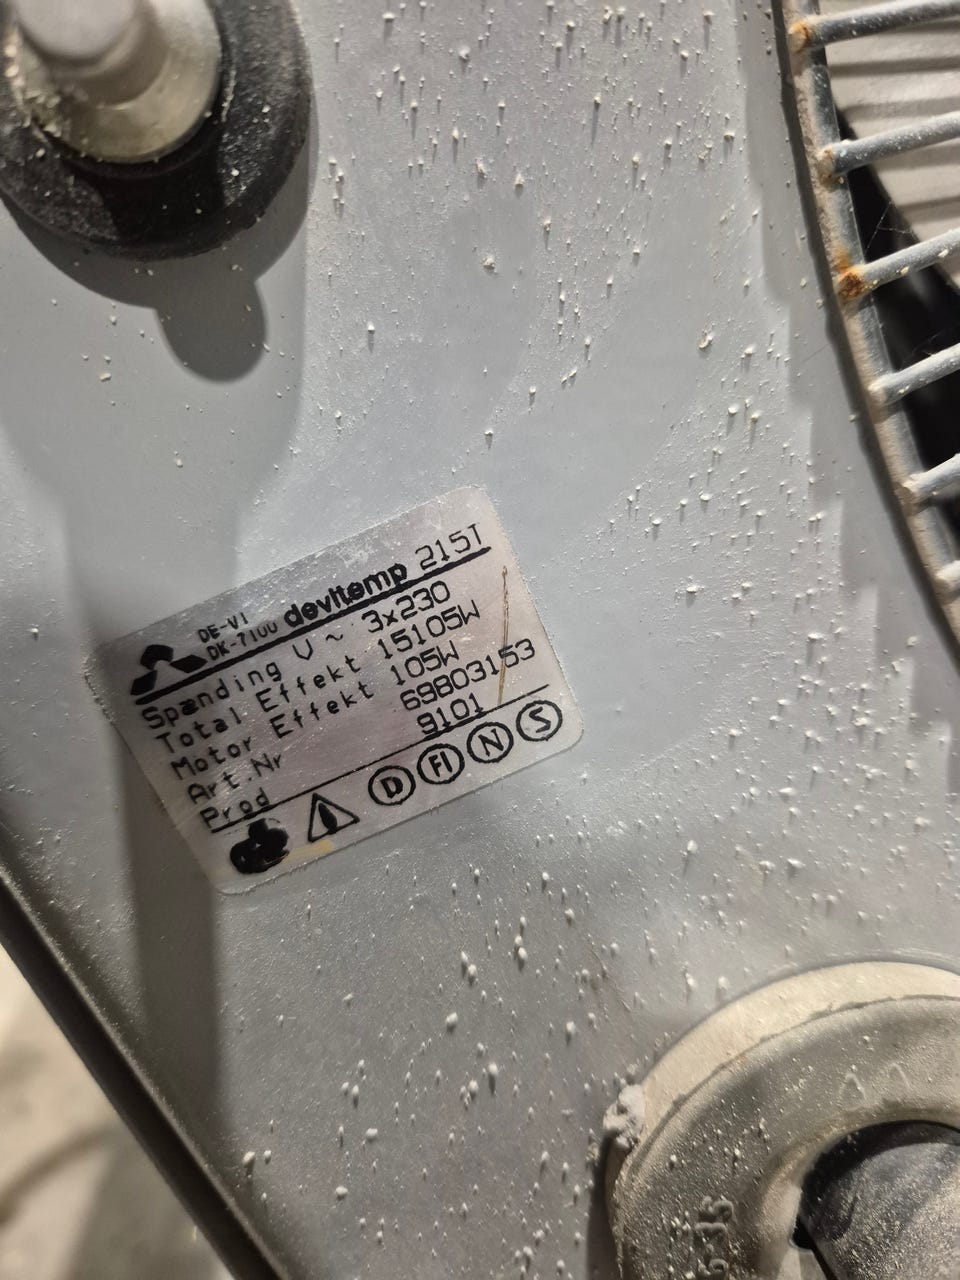 DE-VI
DK-7100 devitemp 215T
Spænding V ~ 3x230
Total Effekt 15105W
Motor Effekt 105W
Art.Nr 69803153
Prod 9101
D FI N S